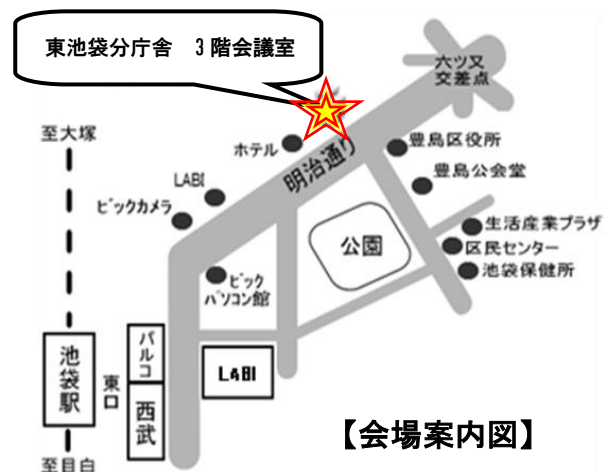 東池袋分庁舎　3階会議室
六ツ又
交差点
至大塚
ホテル
明治通り
豊島区役所
豊島公会堂
LABI
ビックカメラ
生活産業プラザ
区民センター
池袋保健所
公園
ビック
パソコン館
パルコ
LABI
池袋駅
東口
西武
【会場案内図】
至目白